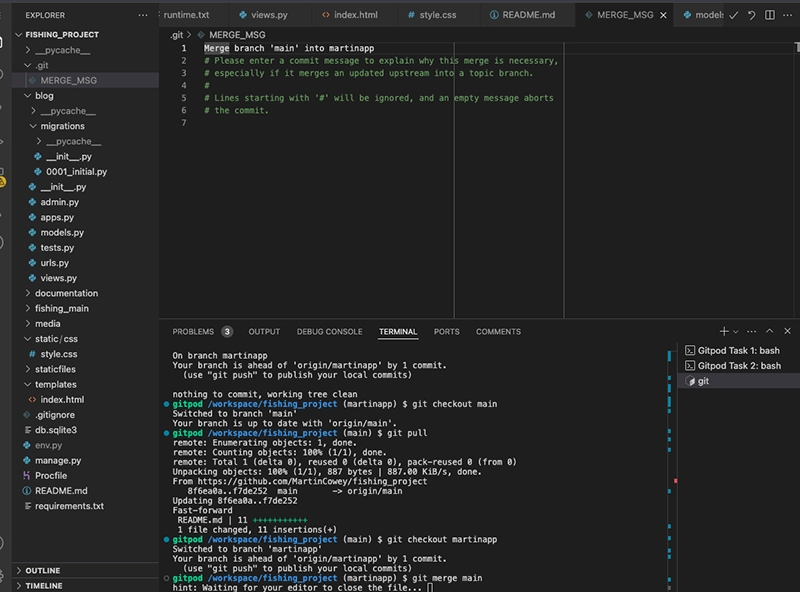 EXPLORER
FISHING_PROJECT
__pycache__
.git
MERGE_MSG
blog
__pycache__
migrations
__pycache__
__init__.py
0001_initial.py
__init__.py
admin.py
apps.py
models.py
tests.py
urls.py
views.py
documentation
fishing_main
media
static/css
# style.css
staticfiles
templates
<> index.html
.gitignore
db.sqlite3
env.py
manage.py
Procfile
README.md
requirements.txt
OUTLINE
TIMELINE
runtime.txt
views.py
<> index.html
# style.css
README.md
MERGE_MSG
models
.git > MERGE_MSG
1 Merge branch 'main' into martinapp
2 # Please enter a commit message to explain why this merge is necessary,
3 # especially if it merges an updated upstream into a topic branch.
4 #
5 # Lines starting with '#' will be ignored, and an empty message aborts
6 # the commit.
7
PROBLEMS 3 OUTPUT DEBUG CONSOLE TERMINAL PORTS COMMENTS
On branch martinapp
Your branch is ahead of 'origin/martinapp' by 1 commit.
(use "git push" to publish your local commits)
nothing to commit, working tree clean
gitpod /workspace/fishing_project (martinapp) $ git checkout main
Switched to branch 'main'
Your branch is up to date with 'origin/main'.
gitpod /workspace/fishing_project (main) $ git pull
remote: Enumerating objects: 1, done.
remote: Counting objects: 100% (1/1), done.
remote: Total 1 (delta 0), reused 0 (delta 0), pack-reused 0 (from 0)
Unpacking objects: 100% (1/1), 887 bytes | 887.00 KiB/s, done.
From https://github.com/MartinCowey/fishing_project
8f6ea0a..f7de252 main -> origin/main
Updating 8f6ea0a..f7de252
Fast-forward
README.md | 11 +++++++++++
1 file changed, 11 insertions(+)
gitpod /workspace/fishing_project (main) $ git checkout martinapp
Switched to branch 'martinapp'
Your branch is ahead of 'origin/martinapp' by 1 commit.
(use "git push" to publish your local commits)
gitpod /workspace/fishing_project (martinapp) $ git merge main
hint: Waiting for your editor to close the file...
Gitpod Task 1: bash
Gitpod Task 2: bash
git